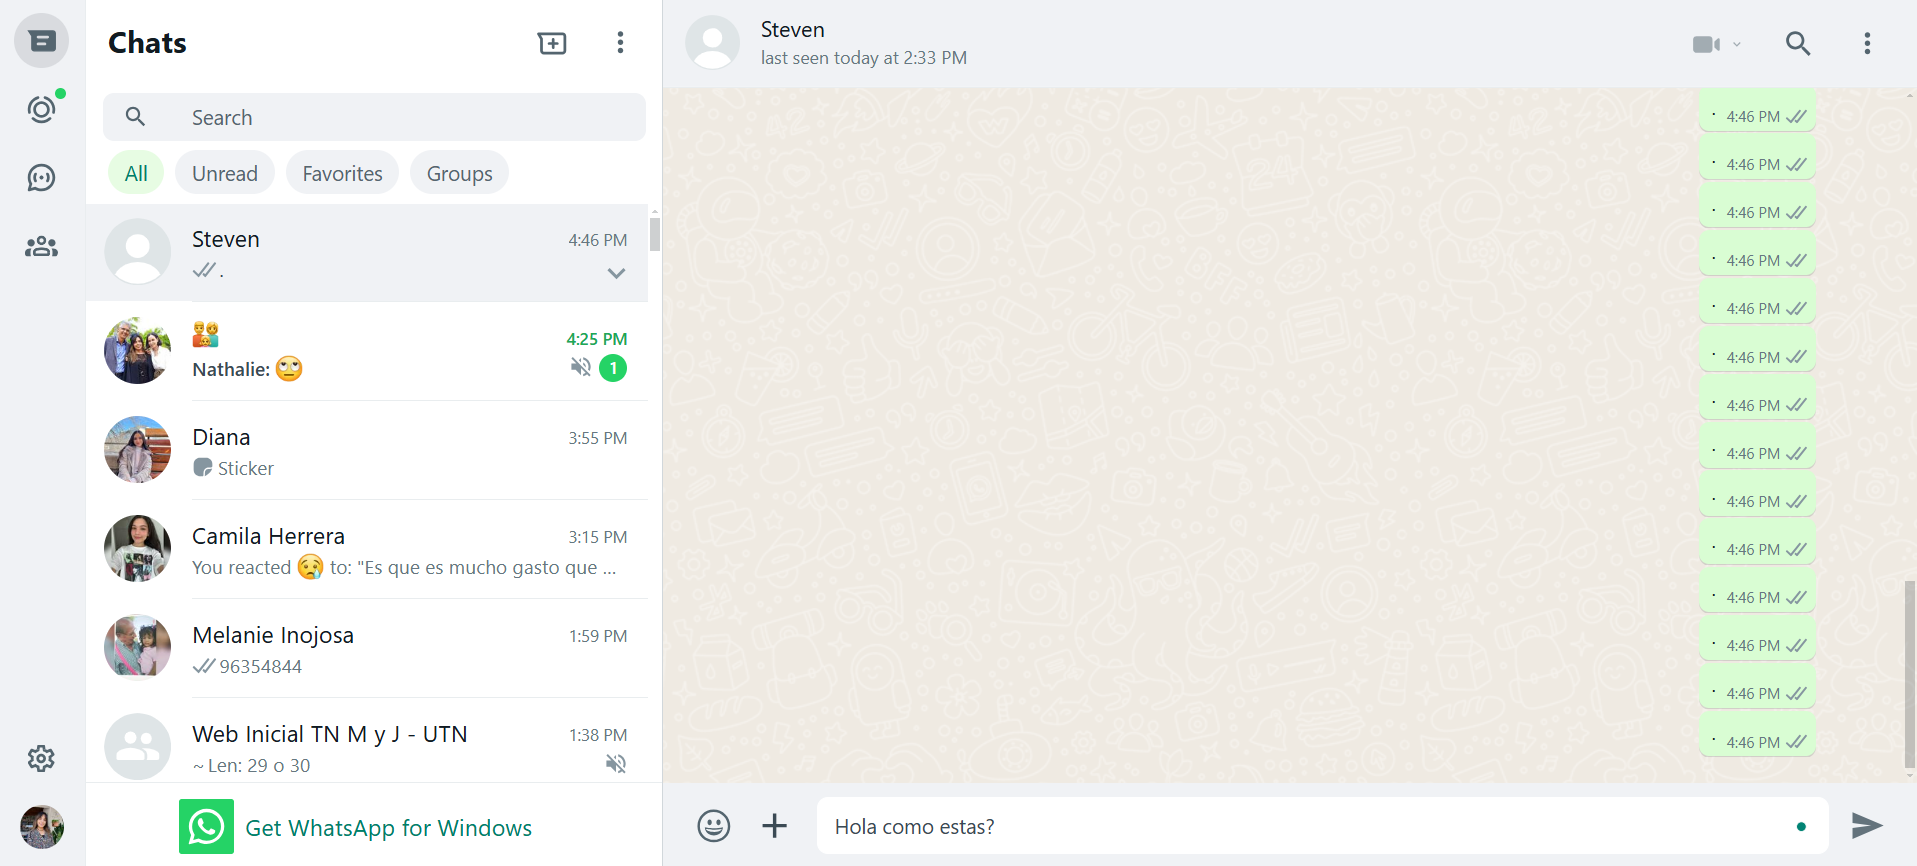 Chats
Search
All
Unread
Favorites
Groups
Steven
4:46 PM
.
4:25 PM
Nathalie:
1
Diana
3:55 PM
Sticker
Camila Herrera
3:15 PM
You reacted 😢 to: "Es que es mucho gasto que ...
Melanie Inojosa
1:59 PM
96354844
Web Inicial TN M y J - UTN
1:38 PM
~ Len: 29 o 30
Get WhatsApp for Windows
Steven
last seen today at 2:33 PM
. 4:46 PM
. 4:46 PM
. 4:46 PM
. 4:46 PM
. 4:46 PM
. 4:46 PM
. 4:46 PM
. 4:46 PM
. 4:46 PM
. 4:46 PM
. 4:46 PM
. 4:46 PM
. 4:46 PM
. 4:46 PM
Hola como estas?